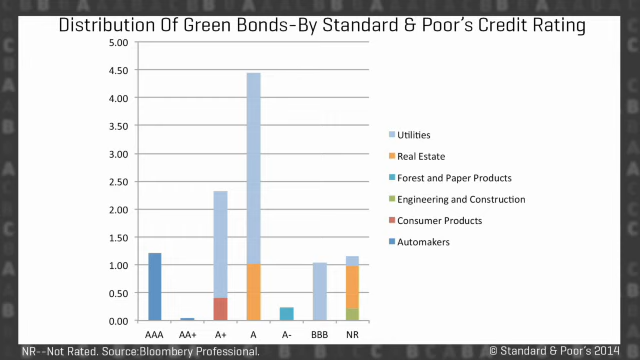 Distribution Of Green Bonds-By Standard & Poor's Credit Rating
5.00
4.50
4.00
3.50
3.00
2.50
2.00
1.50
1.00
0.50
0.00
AAA AA+ A+ A A- BBB NR
Utilities
Real Estate
Forest and Paper Products
Engineering and Construction
Consumer Products
Automakers
NR--Not Rated. Source:Bloombery Professional.
© Standard & Poor's 2014